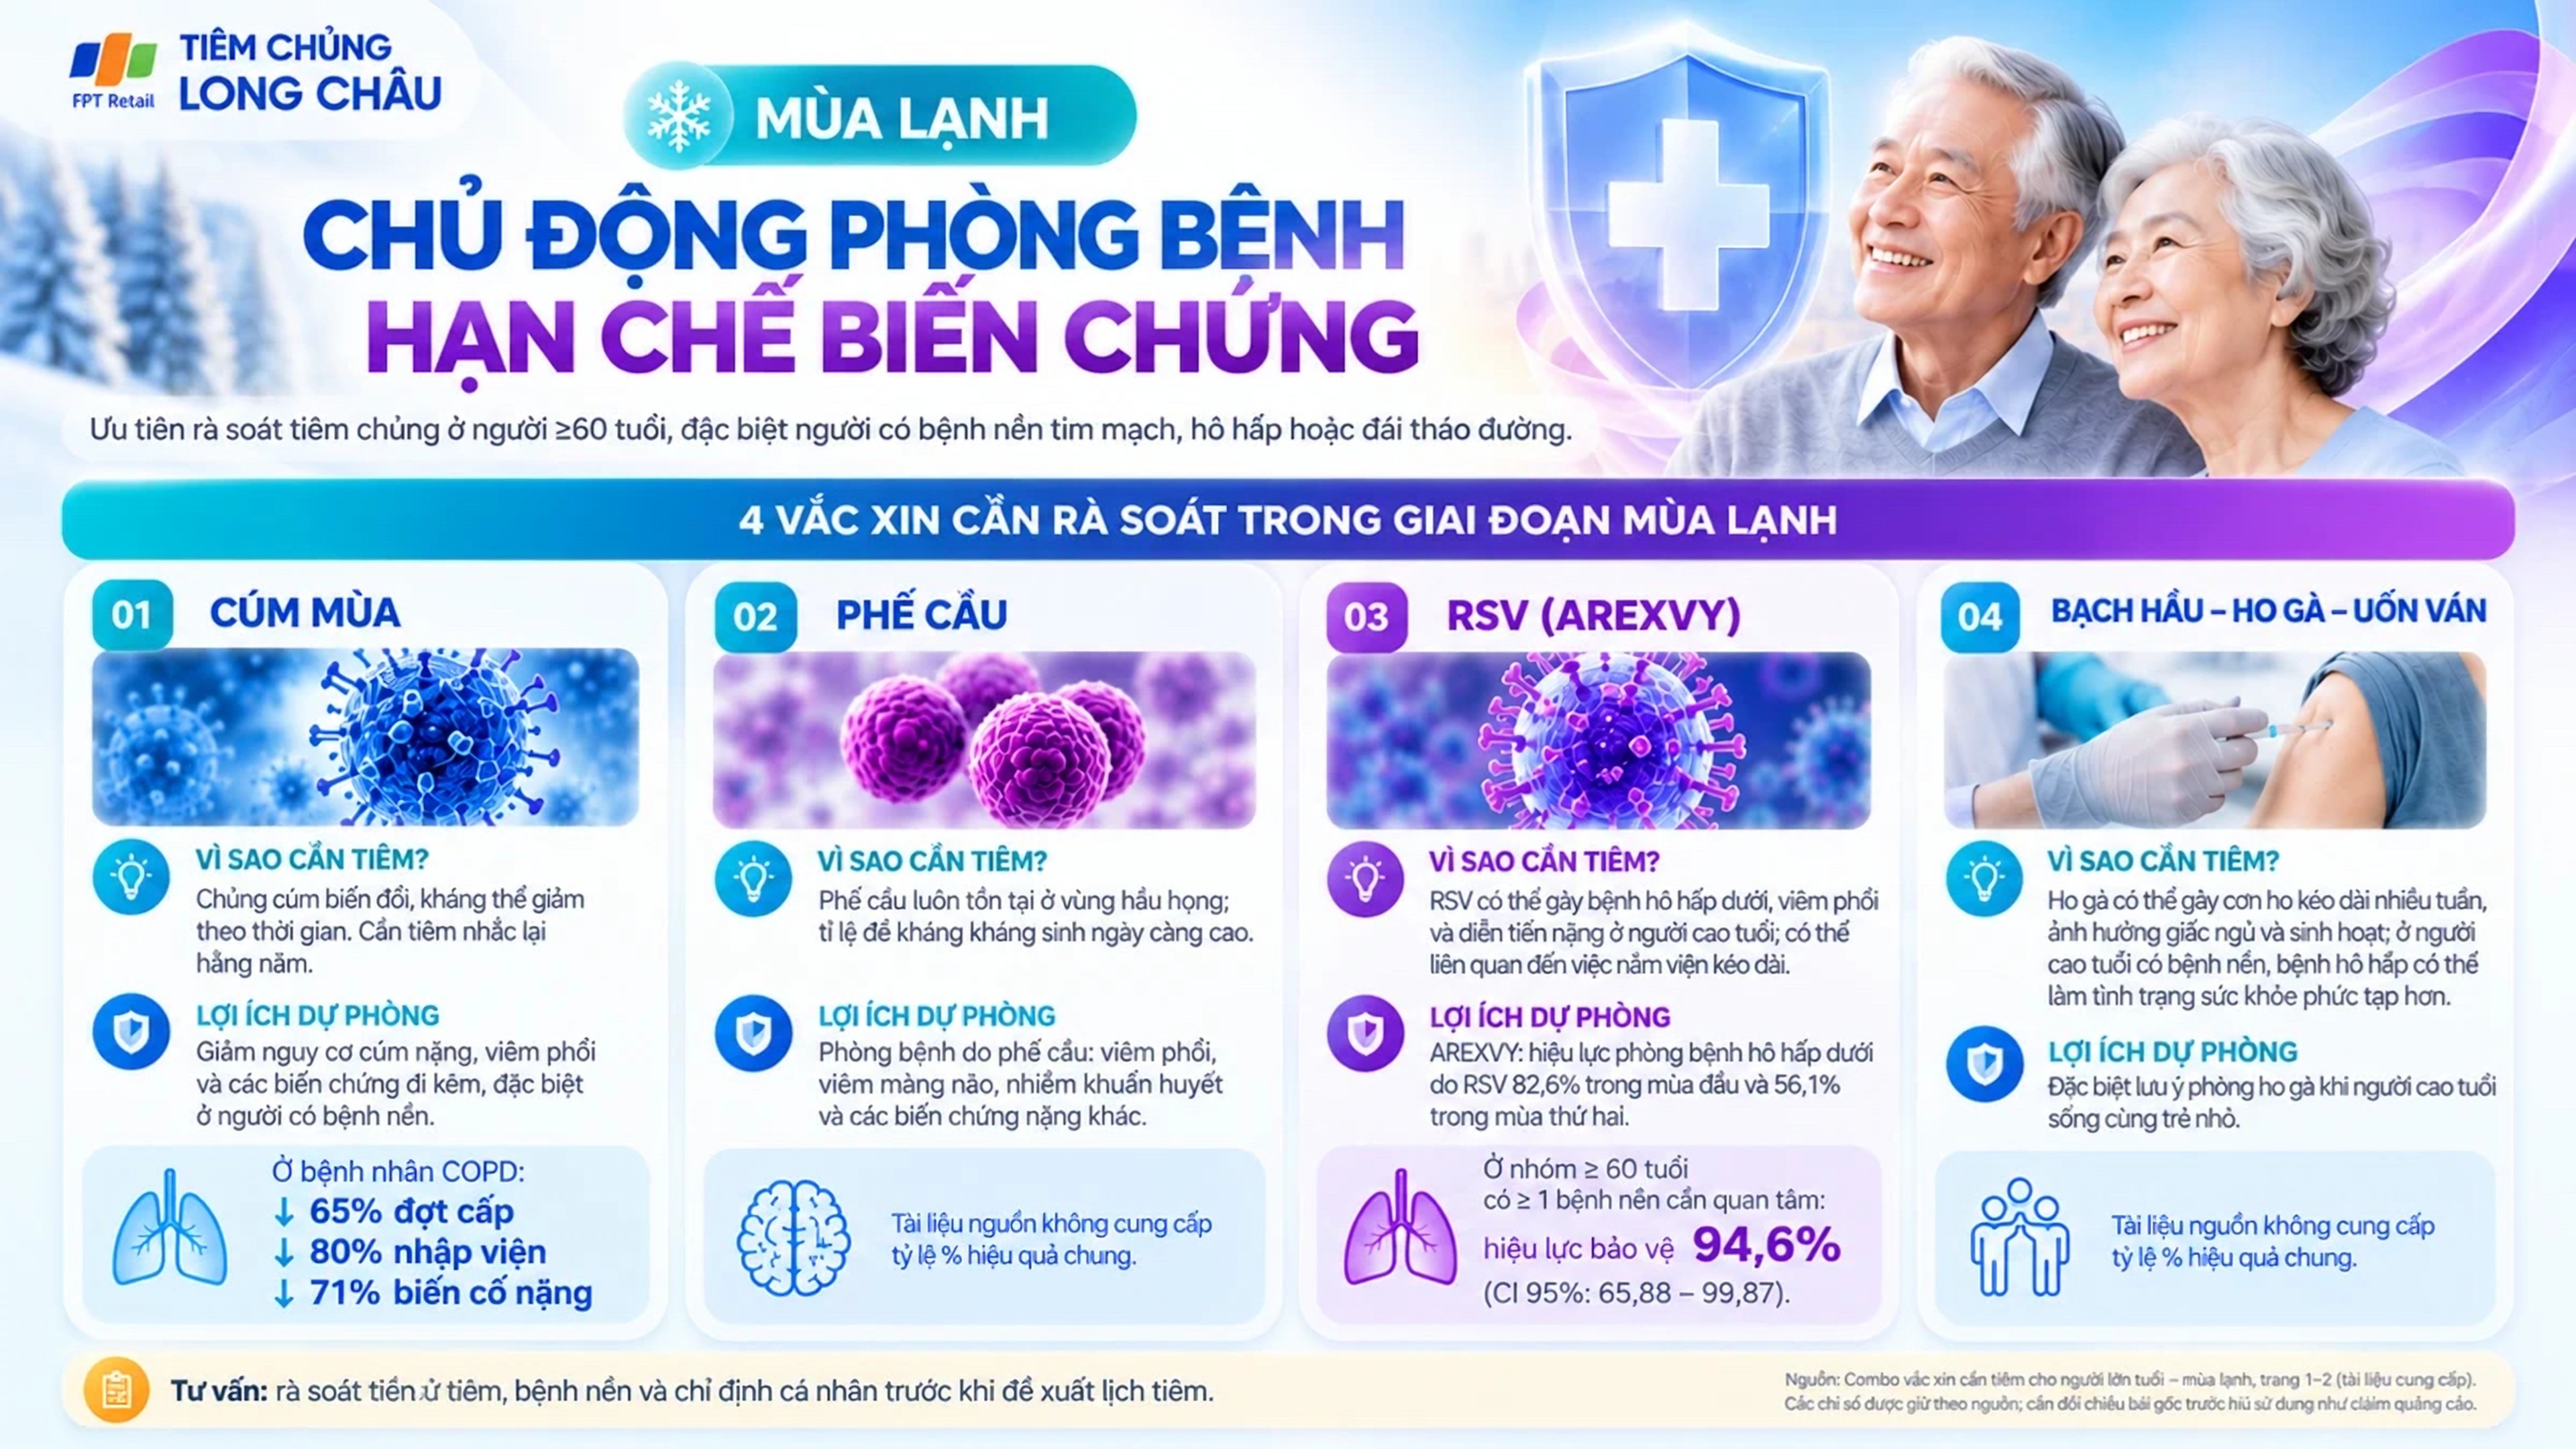 TIÊM CHỦNG
LONG CHÂU
FPT Retail
MÙA LẠNH
CHỦ ĐỘNG PHÒNG BỆNH
HẠN CHẾ BIẾN CHỨNG
Ưu tiên rà soát tiêm chủng ở người ≥60 tuổi, đặc biệt người có bệnh nền tim mạch, hô hấp hoặc đái tháo đường.
4 VẮC XIN CẦN RÀ SOÁT TRONG GIAI ĐOẠN MÙA LẠNH
01 CÚM MÙA
VÌ SAO CẦN TIÊM?
Chủng cúm biến đổi, kháng thể giảm
theo thời gian. Cần tiêm nhắc lại
hằng năm.
LỢI ÍCH DỰ PHÒNG
Giảm nguy cơ cúm nặng, viêm phổi
và các biến chứng đi kèm, đặc biệt
ở người có bệnh nền.
Ở bệnh nhân COPD:
↓ 65% đợt cấp
↓ 80% nhập viện
↓ 71% biến cố nặng
02 PHẾ CẦU
VÌ SAO CẦN TIÊM?
Phế cầu luôn tồn tại ở vùng hầu họng;
tỉ lệ đề kháng kháng sinh ngày càng cao.
LỢI ÍCH DỰ PHÒNG
Phòng bệnh do phế cầu: viêm phổi,
viêm màng não, nhiễm khuẩn huyết
và các biến chứng nặng khác.
Tài liệu nguồn không cung cấp
tỷ lệ % hiệu quả chung.
03 RSV (AREXVY)
VÌ SAO CẦN TIÊM?
RSV có thể gây bệnh hô hấp dưới, viêm phổi
và diễn tiến nặng ở người cao tuổi; có thể
liên quan đến việc nằm viện kéo dài.
LỢI ÍCH DỰ PHÒNG
AREXVY: hiệu lực phòng bệnh hô hấp dưới
do RSV 82,6% trong mùa đầu và 56,1%
trong mùa thứ hai.
Ở nhóm ≥ 60 tuổi
có ≥ 1 bệnh nền cần quan tâm:
hiệu lực bảo vệ 94,6%
(CI 95%: 65,88 – 99,87).
04 BẠCH HẦU – HO GÀ – UỐN VÁN
VÌ SAO CẦN TIÊM?
Ho gà có thể gây cơn ho kéo dài nhiều tuần,
ảnh hưởng giấc ngủ và sinh hoạt; ở người
cao tuổi có bệnh nền, bệnh hô hấp có thể
làm tình trạng sức khỏe phức tạp hơn.
LỢI ÍCH DỰ PHÒNG
Đặc biệt lưu ý phòng ho gà khi người cao tuổi
sống cùng trẻ nhỏ.
Tài liệu nguồn không cung cấp
tỷ lệ % hiệu quả chung.
Tư vấn: rà soát tiền tiêm, bệnh nền và chỉ định cá nhân trước khi đề xuất lịch tiêm.
Nguồn: Combo vắc xin cần tiêm cho người lớn tuổi – mùa lạnh, trang 1–2 (tài liệu cung cấp).
Các chỉ số được giữ theo nguồn; cần đối chiếu bài gốc trước sử dụng như claim quảng cáo.